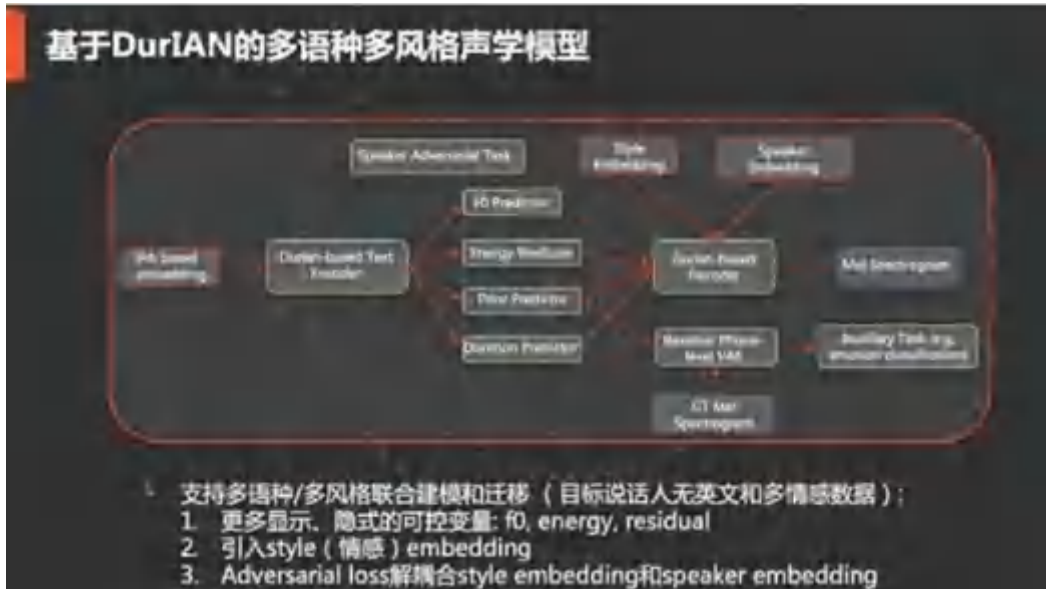 基于DurIAN的多语种多风格声学模型
Speaker Adversarial Task
Style
Embedding
Speaker
Embedding
F0 Predictor
IPA based
embedding
Durian-based Text
Encoder
Energy Predictor
Durian-based
Decoder
Mel Spectrogram
Prior Predictor
Duration Predictor
Residual Phone-
level VAE
Auxiliary Task (e.g.
emotion classification)
GT Mel
Spectrogram
支持多语种/多风格联合建模和迁移 （目标说话人无英文和多情感数据）:
1. 更多显示、隐式的可控变量: f0, energy, residual
2. 引入style ( 情感 ) embedding
3. Adversarial loss解耦合style embedding和speaker embedding